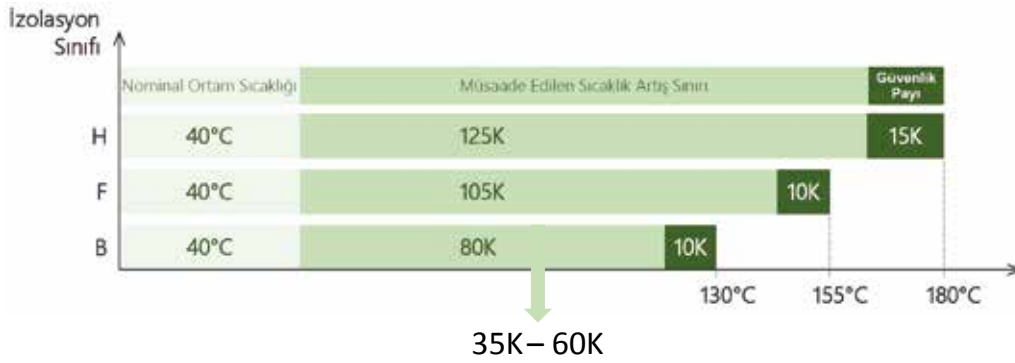 İzolasyon
Sınıfı
Nominal Ortam Sıcaklığı Müsaade Edilen Sıcaklık Artış Sınırı Güvenlik
Payı
H 40°C 125K 15K
F 40°C 105K 10K
B 40°C 80K 10K
130°C 155°C 180°C
35K – 60K